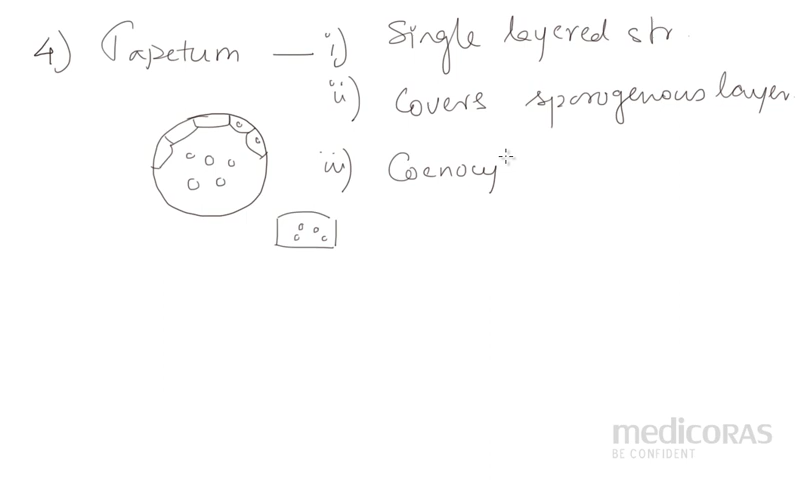 4) Tapetum — i) Single layered str.
ii) Covers sporogenous layer
iii) Coenocy
medicoras
BE CONFIDENT